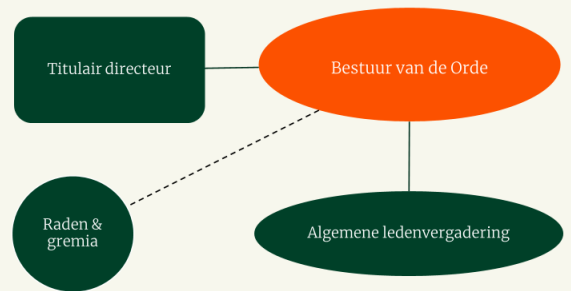 Titulair directeur
Bestuur van de Orde
Raden &
gremia
Algemene ledenvergadering